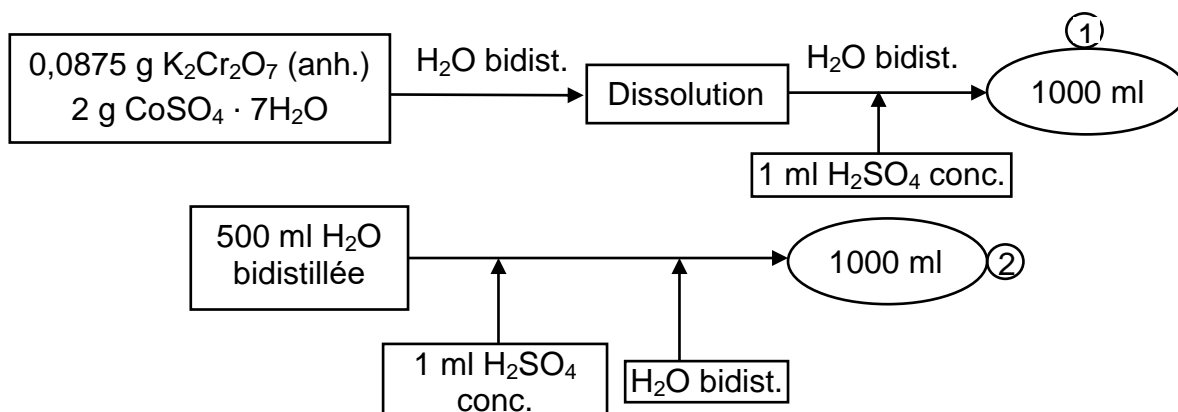 0,0875 g K₂Cr₂O₇ (anh.)
2 g CoSO₄ · 7H₂O
H₂O bidist.
Dissolution
H₂O bidist.
1
1000 ml
1 ml H₂SO₄ conc.
500 ml H₂O
bidistillée
1000 ml
2
1 ml H₂SO₄
conc.
H₂O bidist.